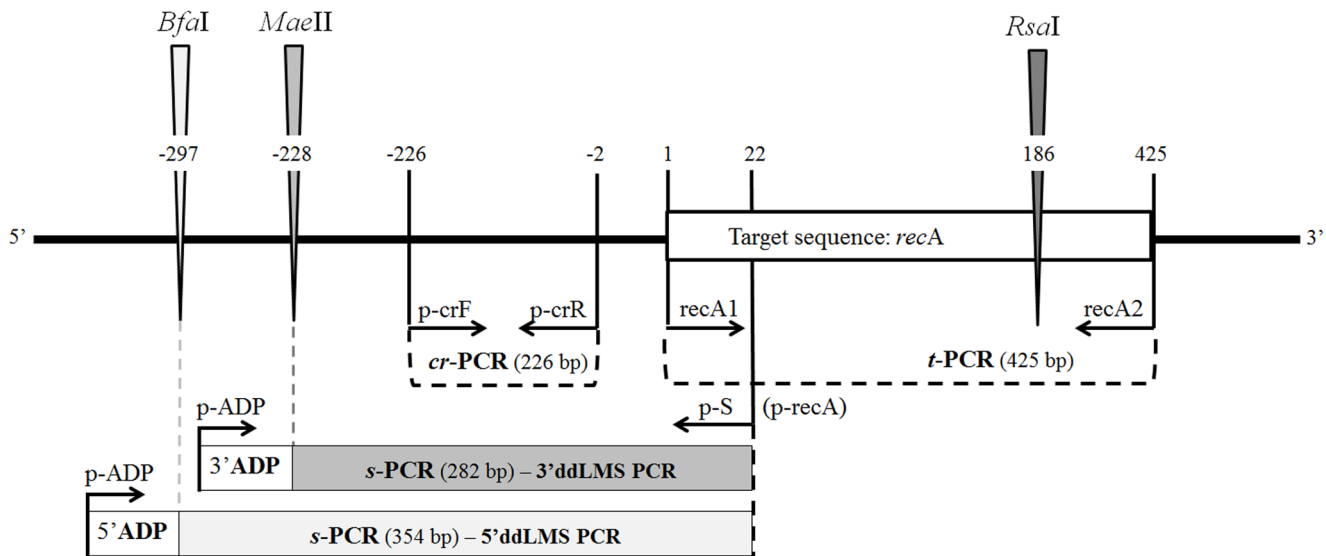 BfaI MaeII RsaI
-297 -228 -226 -2 1 22 186 425
5’ Target sequence: recA 3’
p-crF p-crR recA1 recA2
cr-PCR (226 bp) t-PCR (425 bp)
p-ADP p-S (p-recA)
3’ADP s-PCR (282 bp) – 3’ddLMS PCR
p-ADP
5’ADP s-PCR (354 bp) – 5’ddLMS PCR